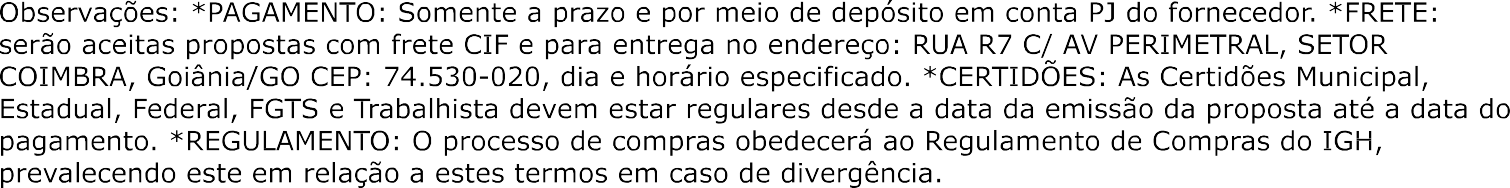 Observações: *PAGAMENTO: Somente a prazo e por meio de depósito em conta PJ do fornecedor. *FRETE:
serão aceitas propostas com frete CIF e para entrega no endereço: RUA R7 C/ AV PERIMETRAL, SETOR
COIMBRA, Goiânia/GO CEP: 74.530-020, dia e horário especificado. *CERTIDÕES: As Certidões Municipal,
Estadual, Federal, FGTS e Trabalhista devem estar regulares desde a data da emissão da proposta até a data do
pagamento. *REGULAMENTO: O processo de compras obedecerá ao Regulamento de Compras do IGH,
prevalecendo este em relação a estes termos em caso de divergência.